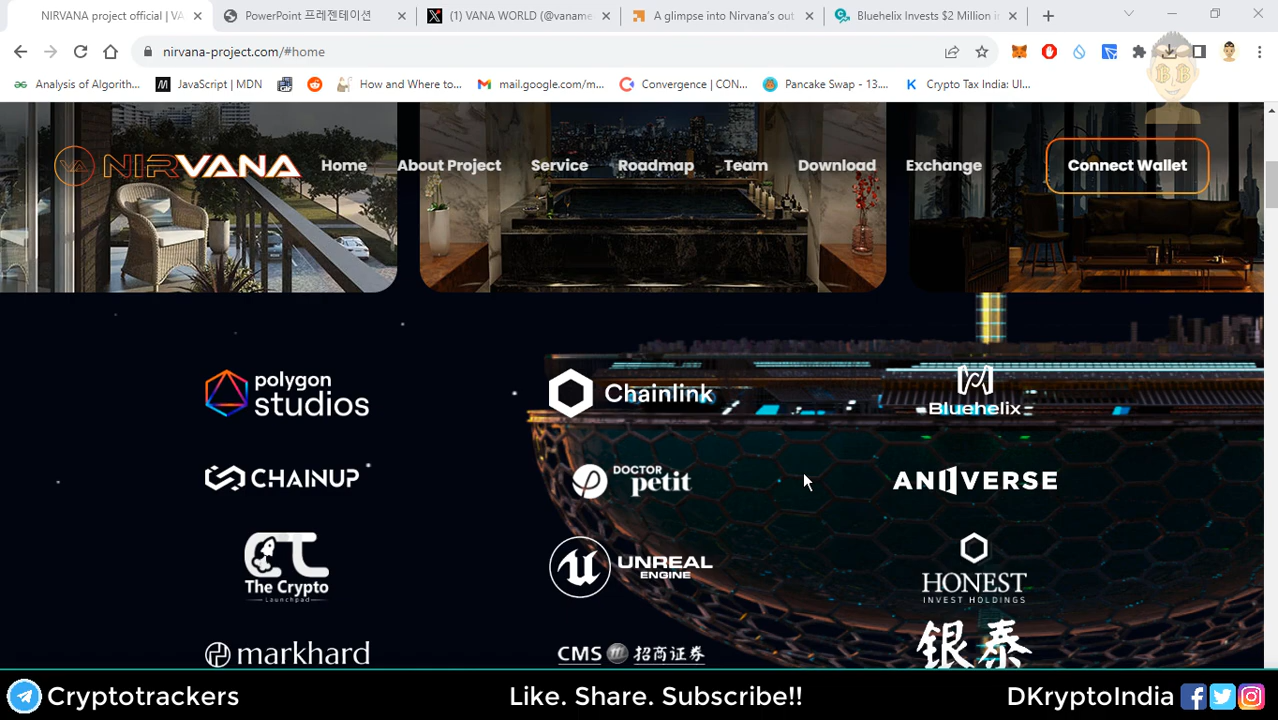 NIRVANA project official | VA
PowerPoint 프레젠테이션
(1) VANA WORLD (@vaname
A glimpse into Nirvana's out
Bluehelix Invests $2 Million in
nirvana-project.com/#home
Analysis of Algorith...
JavaScript | MDN
How and Where to...
mail.google.com/m...
Convergence | CON...
Pancake Swap - 13....
Crypto Tax India: Ul...
NIRVANA
Home
About Project
Service
Roadmap
Team
Download
Exchange
Connect Wallet
polygon
studios
Chainlink
Bluehelix
CHAINUP
DOCTOR
petit
ANIVERSE
CT
The Crypto
Launchpad
UNREAL
ENGINE
HONEST
INVEST HOLDINGS
markhard
CMS 招商证券
银泰
Cryptotrackers
Like. Share. Subscribe!!
DKryptoIndia